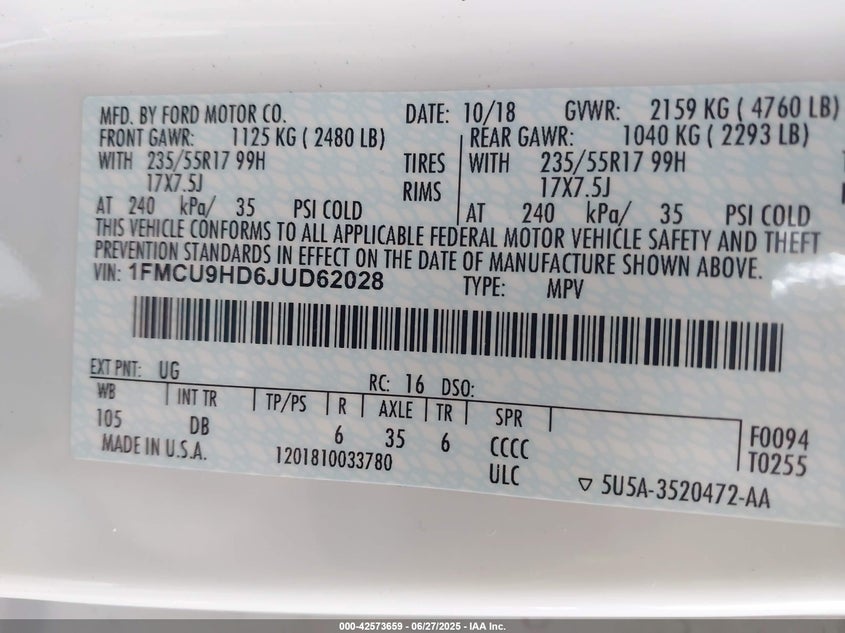 MFD. BY FORD MOTOR CO. DATE: 10/18 GVWR: 2159 KG ( 4760 LB)
FRONT GAWR: 1125 KG ( 2480 LB) REAR GAWR: 1040 KG ( 2293 LB)
WITH 235/55R17 99H TIRES WITH 235/55R17 99H
17X7.5J RIMS 17X7.5J
AT 240 kPa/ 35 PSI COLD AT 240 kPa/ 35 PSI COLD
THIS VEHICLE CONFORMS TO ALL APPLICABLE FEDERAL MOTOR VEHICLE SAFETY AND THEFT
PREVENTION STANDARDS IN EFFECT ON THE DATE OF MANUFACTURE SHOWN ABOVE.
VIN: 1FMCU9HD6JUD62028 TYPE: MPV
EXT PNT: UG RC: 16 DSO:
WB INT TR TP/PS R AXLE TR SPR
105 DB 6 35 6 CCCC F0094
MADE IN U.S.A. 1201810033780 ULC T0255
5U5A-3520472-AA
000-42573659 - 06/27/2025 - IAA Inc.